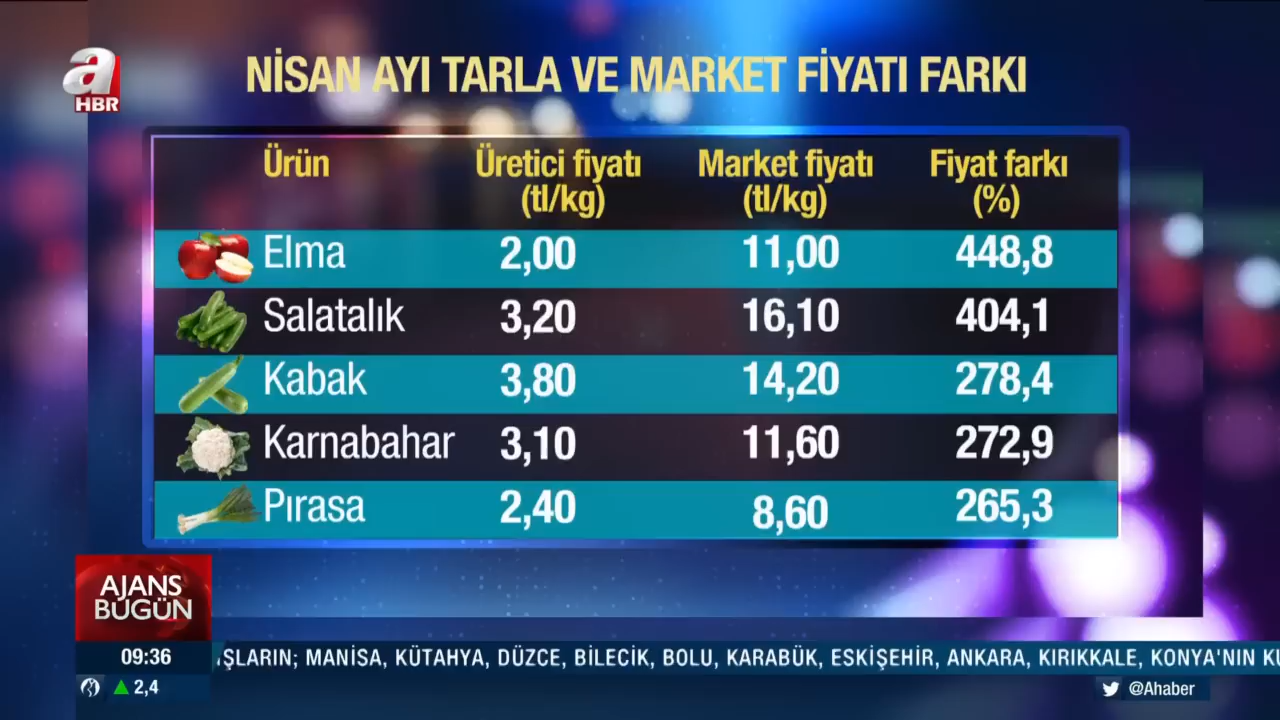 a
HBR
NİSAN AYI TARLA VE MARKET FİYATI FARKI
Ürün Üretici fiyatı (tl/kg) Market fiyatı (tl/kg) Fiyat farkı (%)
Elma 2,00 11,00 448,8
Salatalık 3,20 16,10 404,1
Kabak 3,80 14,20 278,4
Karnabahar 3,10 11,60 272,9
Pırasa 2,40 8,60 265,3
AJANS
BUGÜN
09:36 IŞLARIN; MANİSA, KÜTAHYA, DÜZCE, BİLECİK, BOLU, KARABÜK, ESKİŞEHİR, ANKARA, KIRIKKALE, KONYA'NIN
2,4 @Ahaber